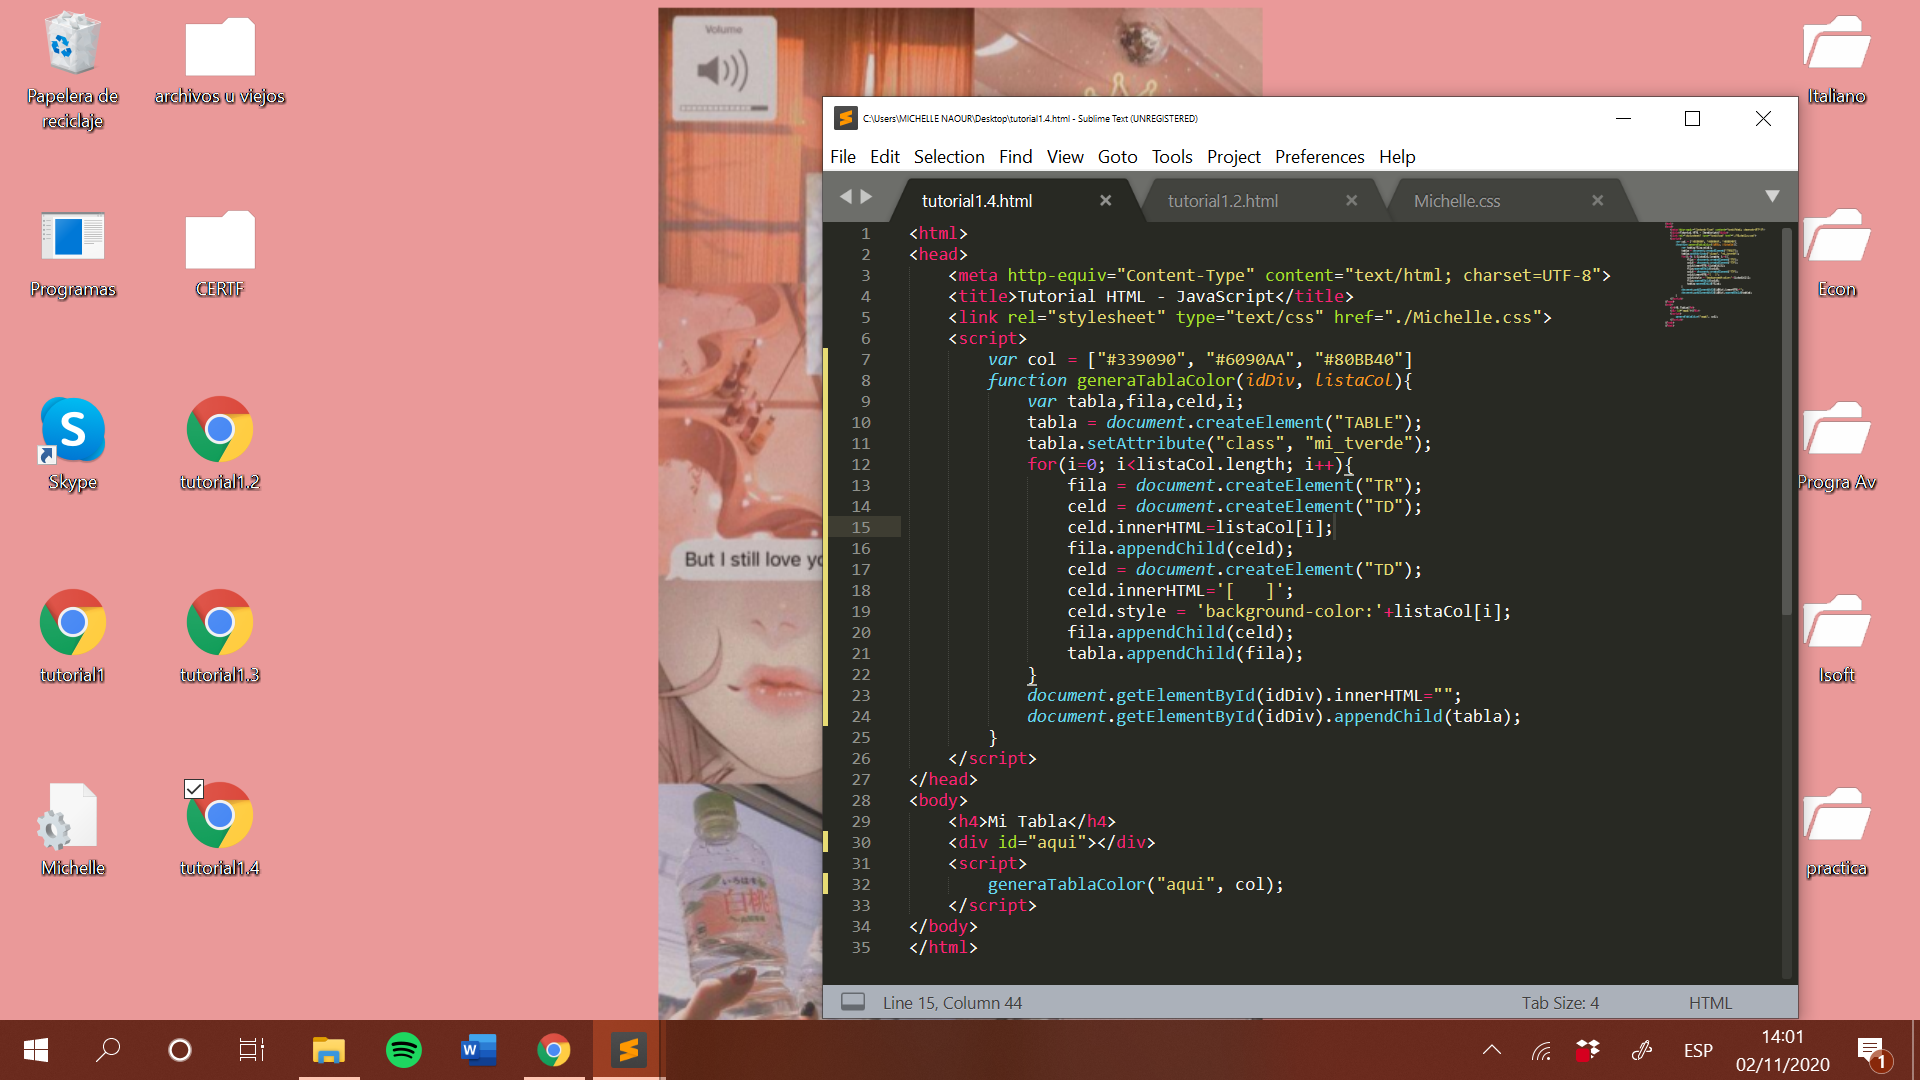 Papelera de
reciclaje
archivos u viejos
Programas
CERTF
Skype
tutorial1.2
tutorial1
tutorial1.3
Michelle
tutorial1.4
Volume
But I still love yo
いろはす
白桃
C:\Users\MICHELLE NAOUR\Desktop\tutorial1.4.html - Sublime Text (UNREGISTERED)
File Edit Selection Find View Goto Tools Project Preferences Help
tutorial1.4.html tutorial1.2.html Michelle.css
1 <html>
2 <head>
3 <meta http-equiv="Content-Type" content="text/html; charset=UTF-8">
4 <title>Tutorial HTML - JavaScript</title>
5 <link rel="stylesheet" type="text/css" href="./Michelle.css">
6 <script>
7 var col = ["#339090", "#6090AA", "#80BB40"]
8 function generaTablaColor(idDiv, listaCol){
9 var tabla,fila,celd,i;
10 tabla = document.createElement("TABLE");
11 tabla.setAttribute("class", "mi_tverde");
12 for(i=0; i<listaCol.length; i++){
13 fila = document.createElement("TR");
14 celd = document.createElement("TD");
15 celd.innerHTML=listaCol[i];
16 fila.appendChild(celd);
17 celd = document.createElement("TD");
18 celd.innerHTML='[   ]';
19 celd.style = 'background-color:'+listaCol[i];
20 fila.appendChild(celd);
21 tabla.appendChild(fila);
22 }
23 document.getElementById(idDiv).innerHTML="";
24 document.getElementById(idDiv).appendChild(tabla);
25 }
26 </script>
27 </head>
28 <body>
29 <h4>Mi Tabla</h4>
30 <div id="aqui"></div>
31 <script>
32 generaTablaColor("aqui", col);
33 </script>
34 </body>
35 </html>
Line 15, Column 44 Tab Size: 4 HTML
Italiano
Econ
Progra Av
Isoft
practica
ESP
14:01
02/11/2020
1